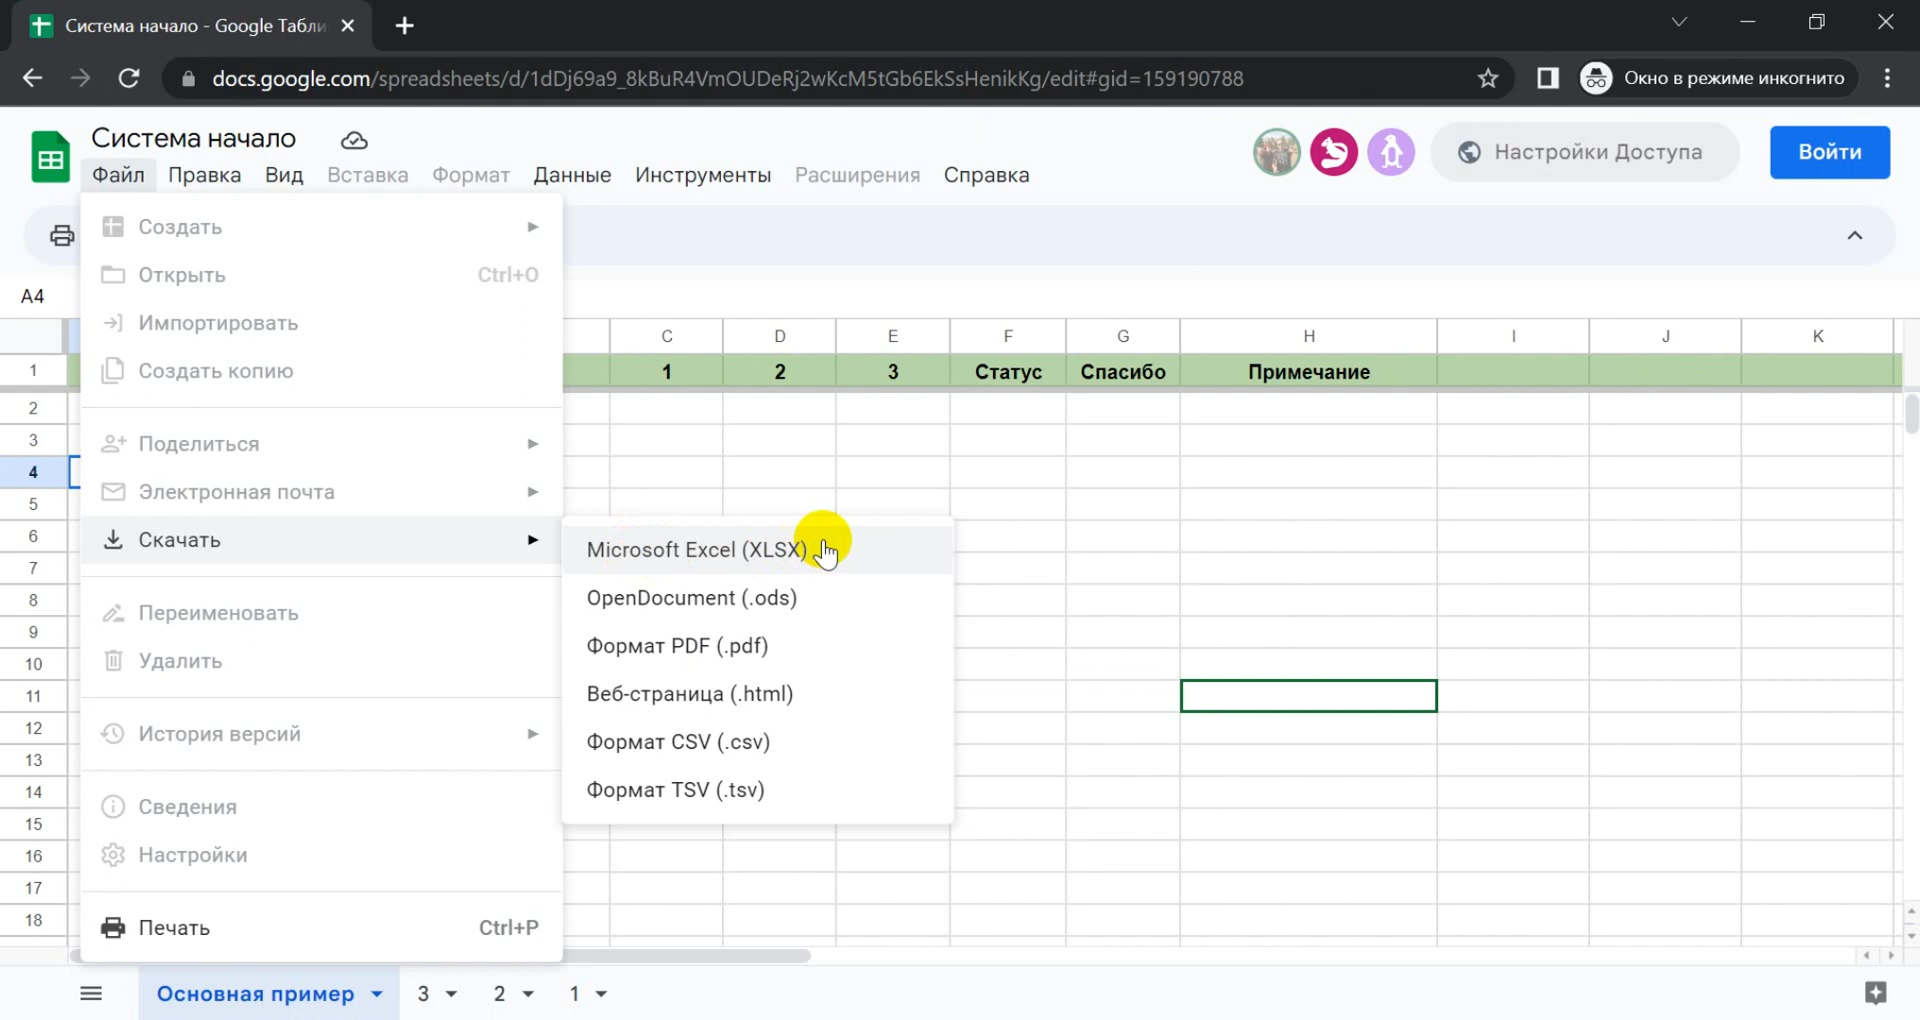 Система начало - Google Табли
docs.google.com/spreadsheets/d/1dDj69a9_8kBuR4VmOUDeRj2wKcM5tGb6EkSsHenikKg/edit#gid=159190788
Окно в режиме инкогнито
Система начало
Файл Правка Вид Вставка Формат Данные Инструменты Расширения Справка
Настройки Доступа
Войти
Создать
Открыть Ctrl+O
Импортировать
Создать копию
Поделиться
Электронная почта
Скачать
Переименовать
Удалить
История версий
Сведения
Настройки
Печать Ctrl+P
Microsoft Excel (XLSX)
OpenDocument (.ods)
Формат PDF (.pdf)
Веб-страница (.html)
Формат CSV (.csv)
Формат TSV (.tsv)
A4
C D E F G H I J K
1 1 2 3 Статус Спасибо Примечание
2
3
4
5
6
7
8
9
10
11
12
13
14
15
16
17
18
Основная пример 3 2 1